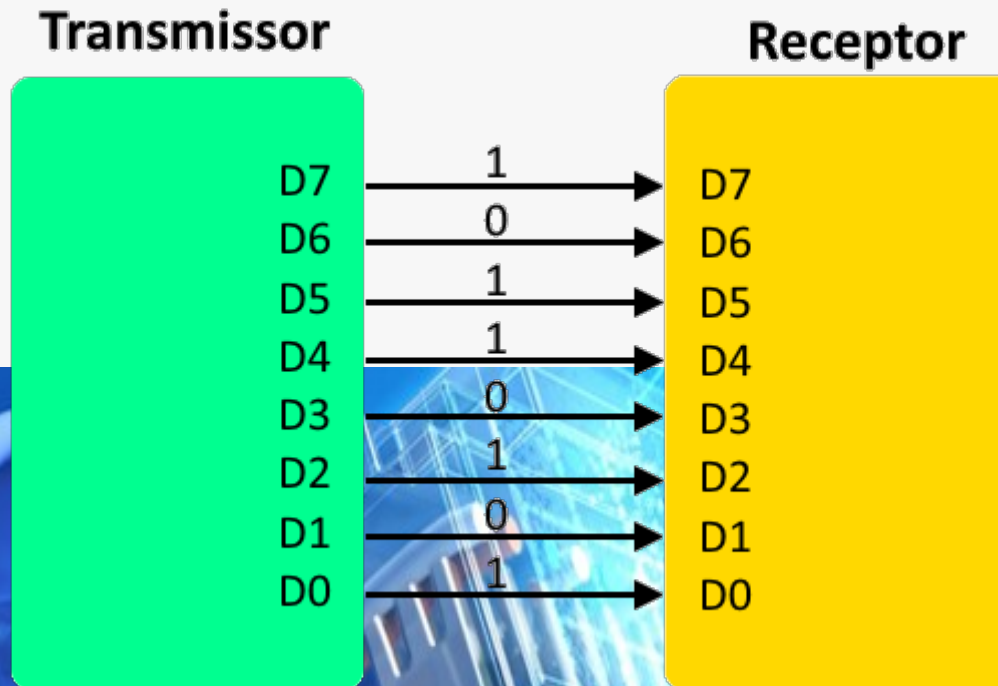 Transmissor
Receptor
D7 1 D7
D6 0 D6
D5 1 D5
D4 1 D4
D3 0 D3
D2 1 D2
D1 0 D1
D0 1 D0